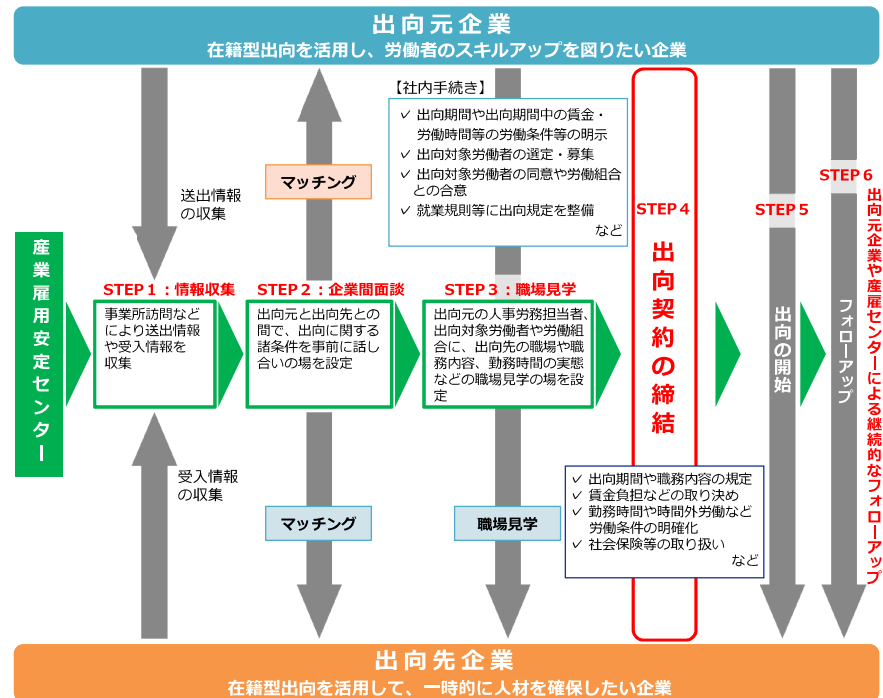 出向元企業
在籍型出向を活用し、労働者のスキルアップを図りたい企業
【社内手続き】
✓ 出向期間や出向期間中の賃金・
労働時間等の労働条件等の明示
✓ 出向対象労働者の選定・募集
✓ 出向対象労働者の同意や労働組合
との合意
✓ 就業規則等に出向規定を整備
など
マッチング
送出情報
の収集
産業雇用安定センター
STEP1：情報収集
事業所訪問など
により送出情報
や受入情報を
収集
STEP2：企業間面談
出向元と出向先との
間で、出向に関する
諸条件を事前に話し
合いの場を設定
STEP3：職場見学
出向元の人事労務担当者、
出向対象労働者や労働組
合に、出向先の職場や職
務内容、勤務時間の実態
などの職場見学の場を設
定
STEP4
出向契約の締結
STEP5
出向の開始
STEP6
フォローアップ
出向元企業や産雇センターによる継続的なフォローアップ
受入情報
の収集
マッチング
職場見学
✓ 出向期間や職務内容の規定
✓ 賃金負担などの取り決め
✓ 勤務時間や時間外労働など
労働条件の明確化
✓ 社会保険等の取り扱い
など
出向先企業
在籍型出向を活用して、一時的に人材を確保したい企業